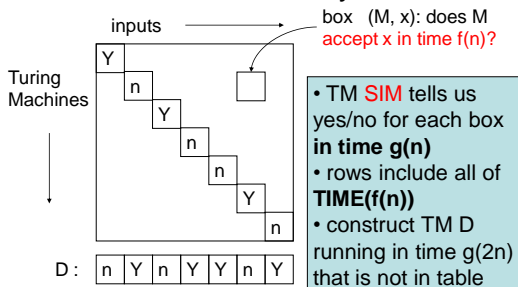 inputs
box (M, x): does M
accept x in time f(n)?
Turing
Machines
Y
n
Y
n
n
Y
n
• TM SIM tells us
yes/no for each box
in time g(n)
• rows include all of
TIME(f(n))
• construct TM D
running in time g(2n)
that is not in table
D : n Y n Y Y n Y